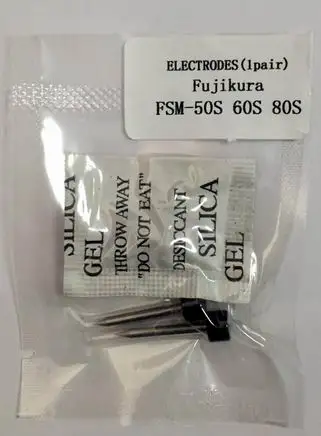 ELECTRODES(1pair)
Fujikura
FSM-50S 60S 80S
SILICA
GEL
THROW AWAY
"DO NOT EAT"
DESICCANT
SILICA
GEL